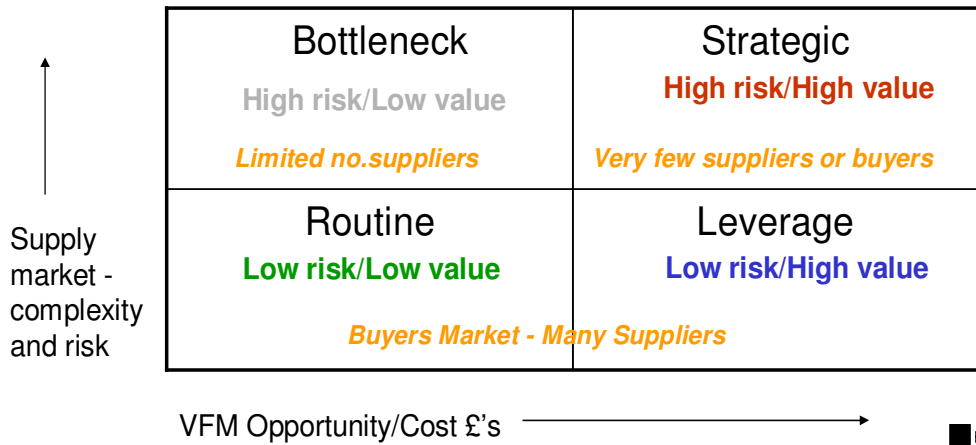 Bottleneck
Strategic
High risk/Low value
High risk/High value
Limited no.suppliers
Very few suppliers or buyers
Routine
Leverage
Low risk/Low value
Low risk/High value
Buyers Market - Many Suppliers
Supply
market -
complexity
and risk
VFM Opportunity/Cost £'s